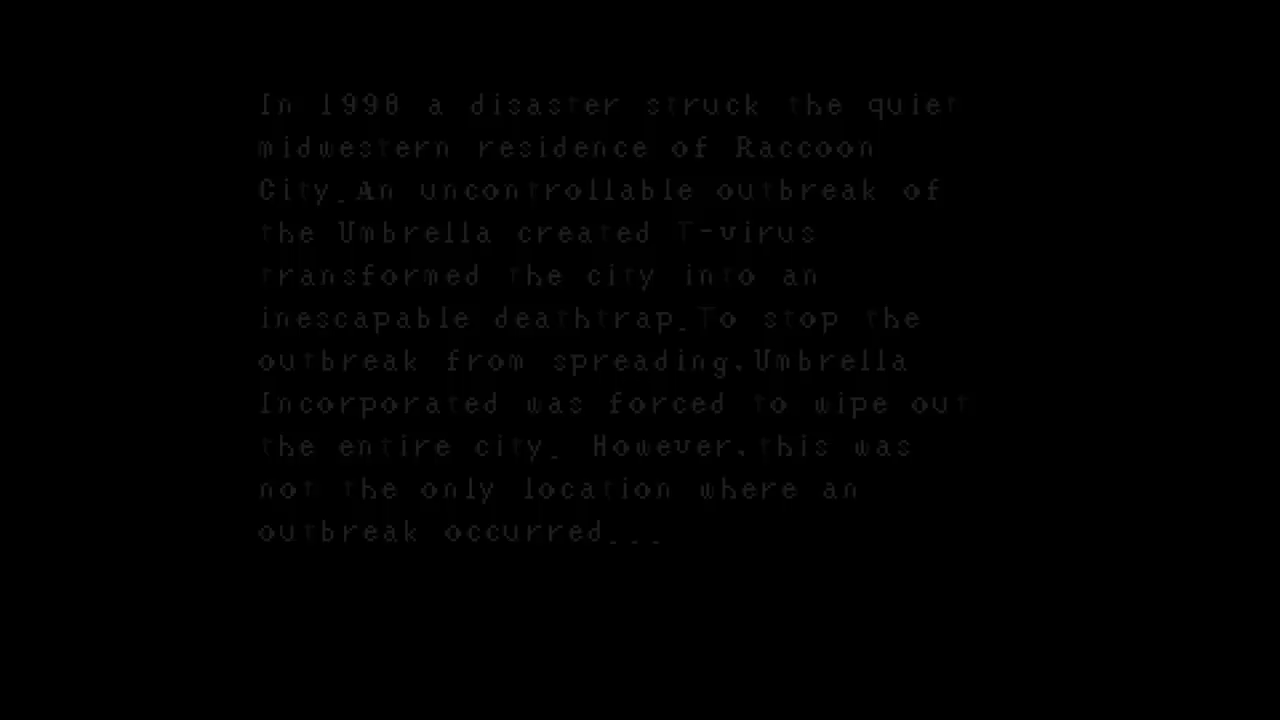 In 1998 a disaster struck the quiet
midwestern residence of Raccoon
City.An uncontrollable outbreak of
the Umbrella created T-virus
transformed the city into an
inescapable deathtrap.To stop the
outbreak from spreading,Umbrella
Incorporated was forced to wipe out
the entire city. However,this was
not the only location where an
outbreak occurred...